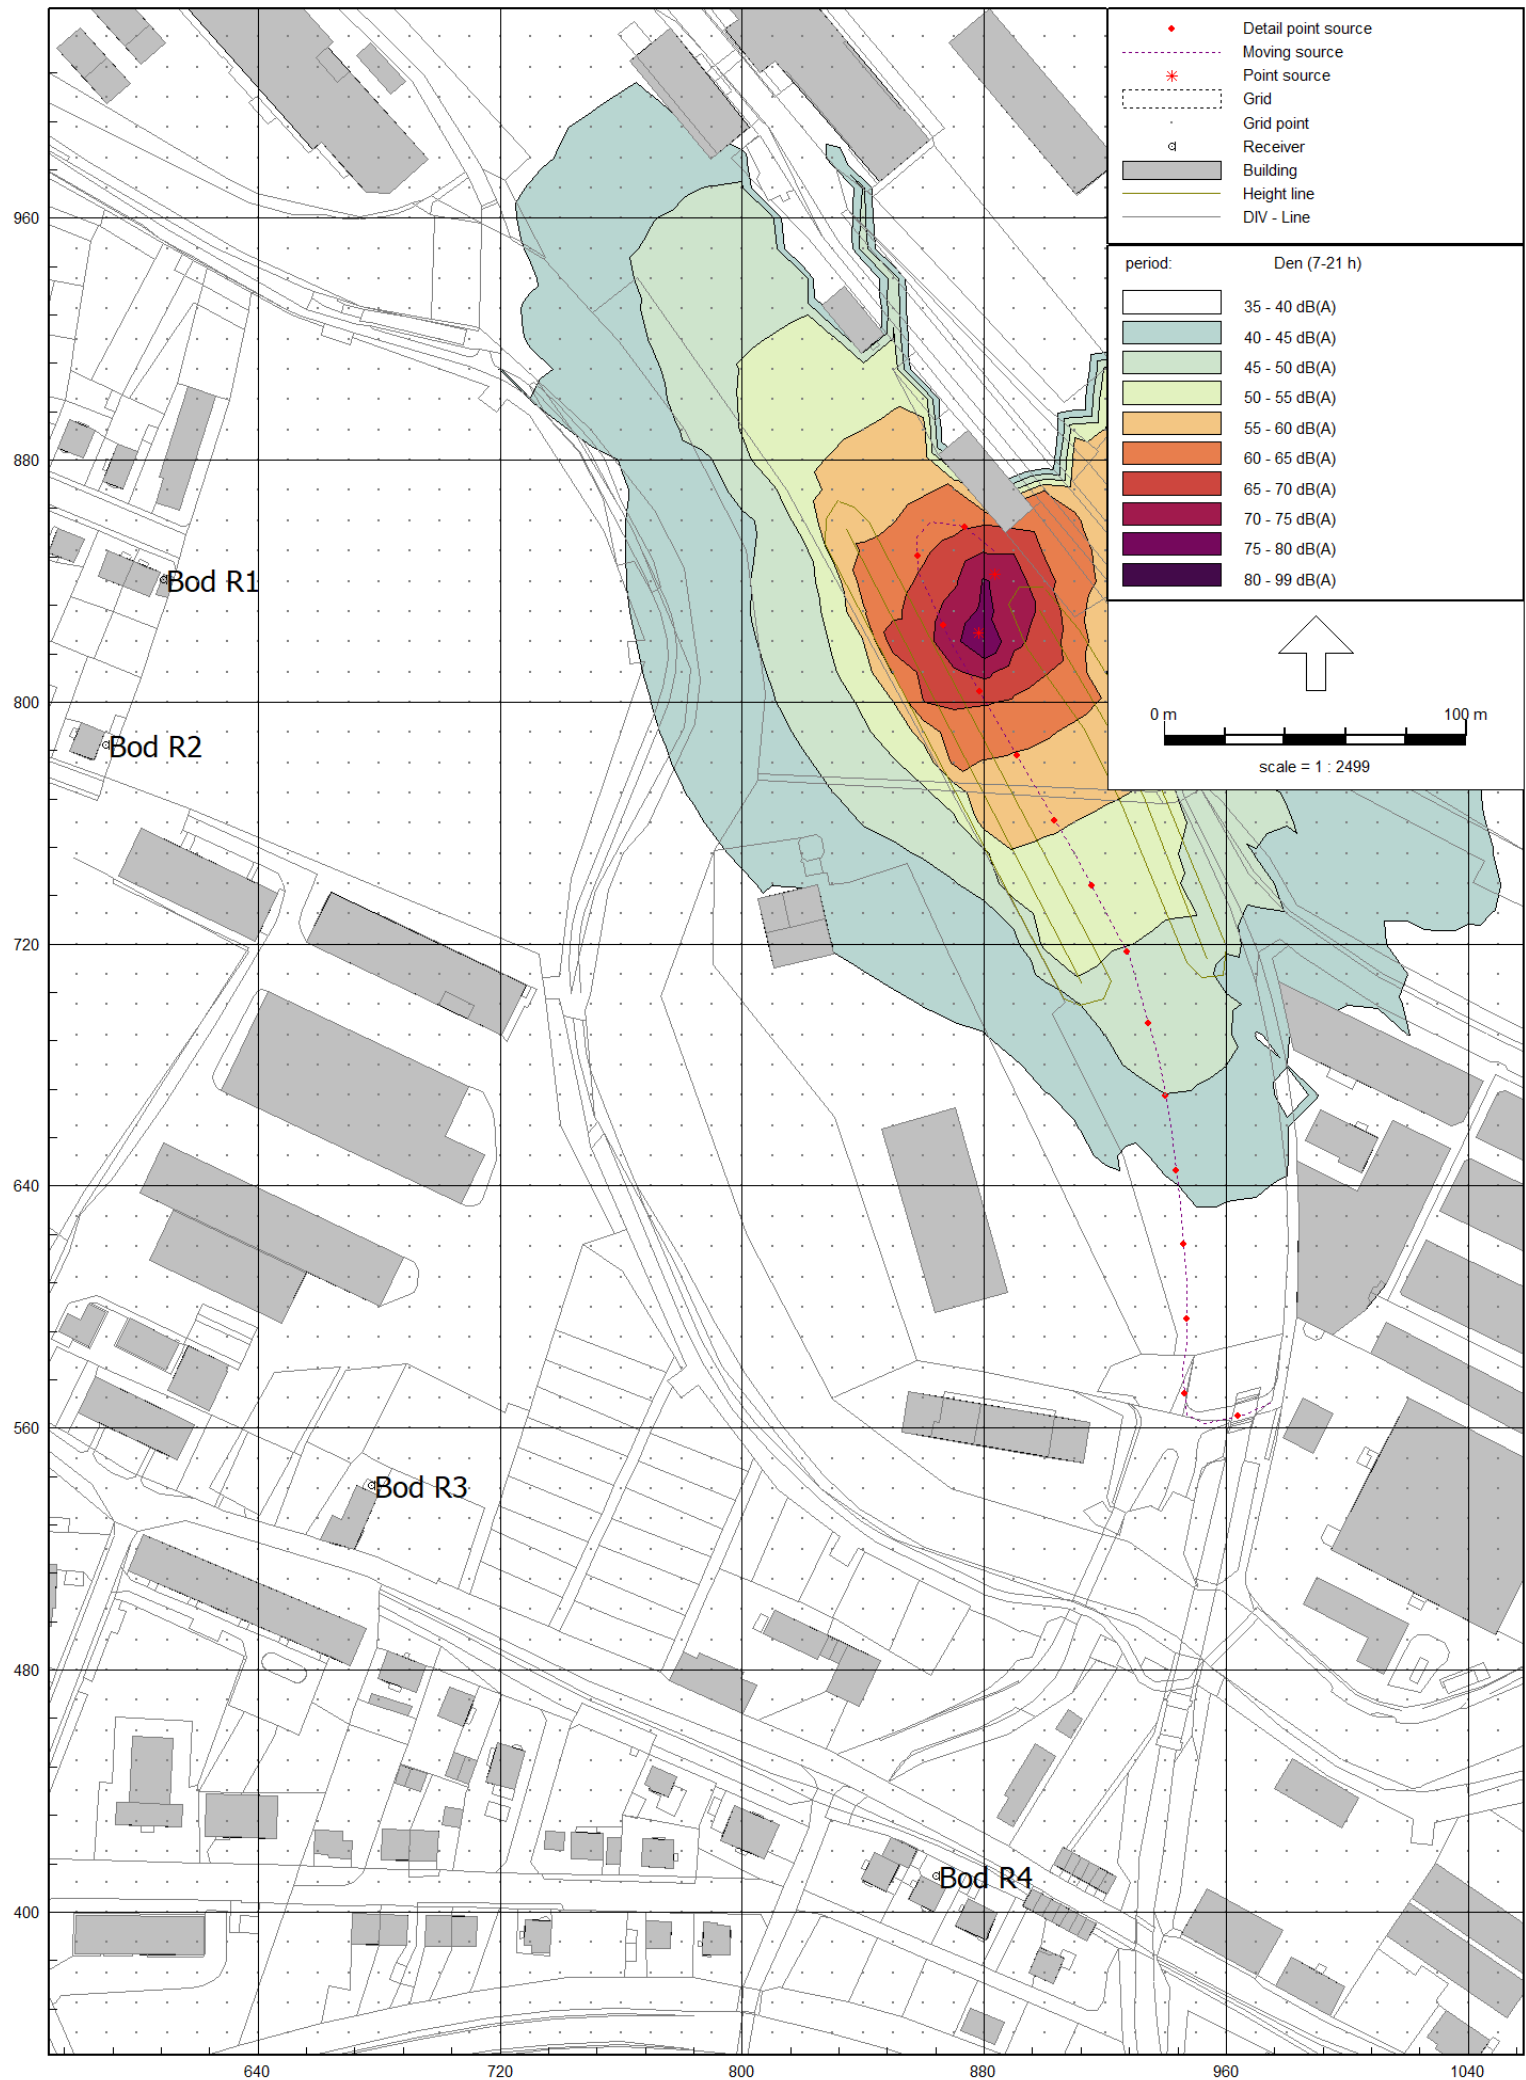 Detail point source
Moving source
Point source
Grid
Grid point
Receiver
Building
Height line
DIV - Line
period: Den (7-21 h)
35 - 40 dB(A)
40 - 45 dB(A)
45 - 50 dB(A)
50 - 55 dB(A)
55 - 60 dB(A)
60 - 65 dB(A)
65 - 70 dB(A)
70 - 75 dB(A)
75 - 80 dB(A)
80 - 99 dB(A)
0 m 100 m
scale = 1 : 2499
960
880
Bod R1
800
Bod R2
720
640
560
Bod R3
480
Bod R4
400
640 720 800 880 960 1040